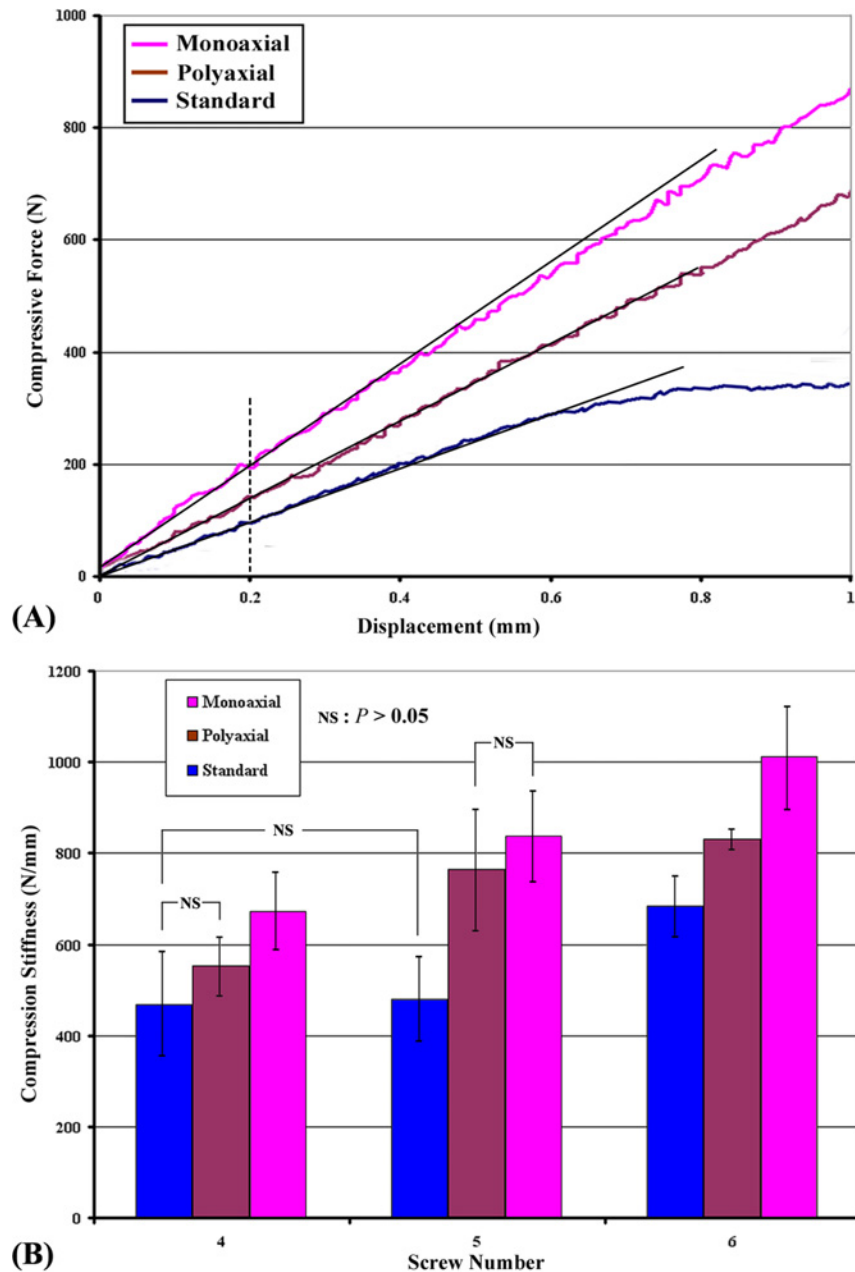 1000
Monoaxial
Polyaxial
Standard
800
600
400
200
0
Compressive Force (N)
0 0.2 0.4 0.6 0.8 1
(A) Displacement (mm)
1200
Monoaxial
Polyaxial
Standard
NS : P > 0.05
NS
1000
NS
800
NS
600
400
200
0
Compression Stiffness (N/mm)
4 5 6
(B) Screw Number